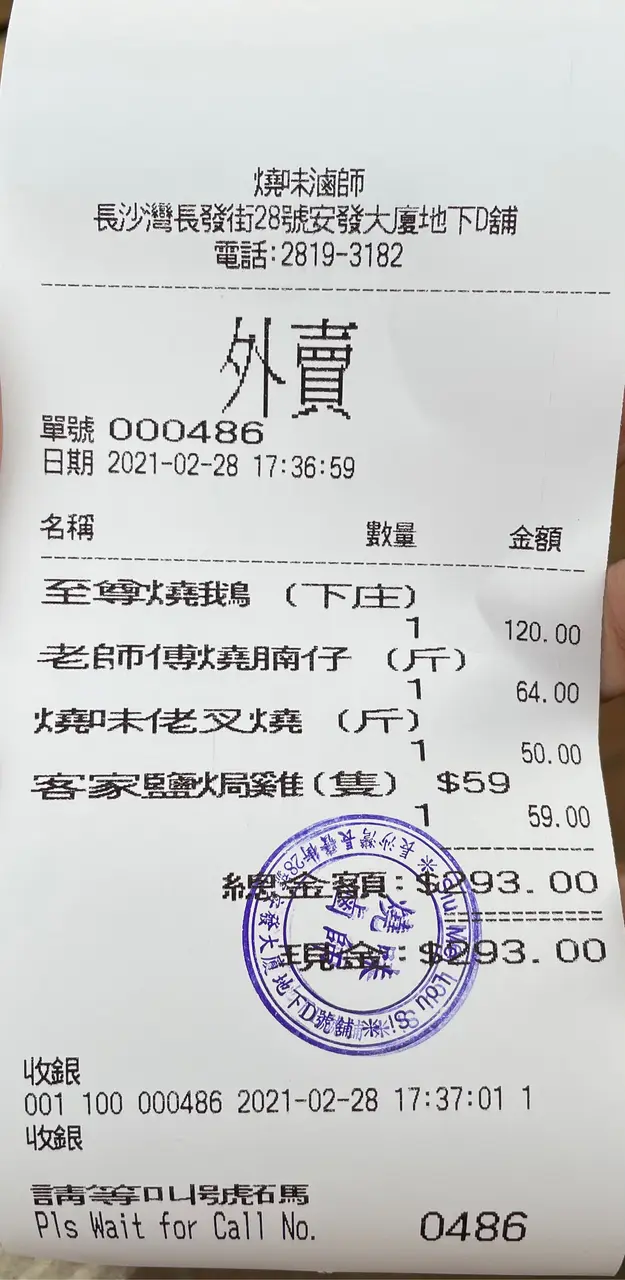 燒味滷師
長沙灣長發街28號安發大廈地下D舖
電話:2819-3182
外賣
單號 000486
日期 2021-02-28 17:36:59
名稱 數量 金額
至尊燒鵝 (下庄)
1 120.00
老師傅燒腩仔 (斤)
1 64.00
燒味佬叉燒 (斤)
1 50.00
客家鹽焗雞(隻) $59
1 59.00
總金額: $293.00
現金: $293.00
收銀
001 100 000486 2021-02-28 17:37:01 1
收銀
請等叫號碼
Pls Wait for Call No. 0486